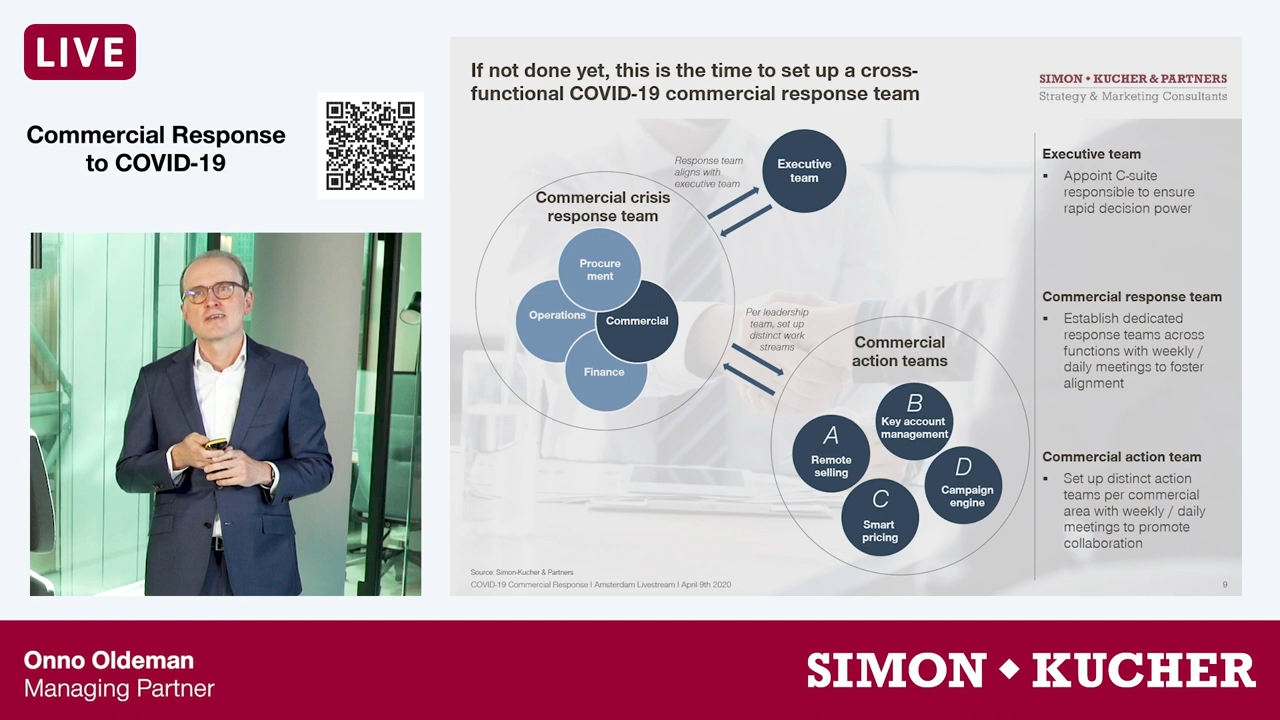 LIVE
Commercial Response
to COVID-19
If not done yet, this is the time to set up a cross-
functional COVID-19 commercial response team
SIMON • KUCHER & PARTNERS
Strategy & Marketing Consultants
Response team
aligns with
executive team
Executive
team
Commercial crisis
response team
Procure
ment
Operations
Commercial
Finance
Per leadership
team, set up
distinct work
streams
Commercial
action teams
A
Remote
selling
B
Key account
management
C
Smart
pricing
D
Campaign
engine
Executive team
▪ Appoint C-suite
responsible to ensure
rapid decision power
Commercial response team
▪ Establish dedicated
response teams across
functions with weekly /
daily meetings to foster
alignment
Commercial action team
▪ Set up distinct action
teams per commercial
area with weekly / daily
meetings to promote
collaboration
Source: Simon-Kucher & Partners
COVID-19 Commercial Response I Amsterdam Livestream I April 9th 2020
9
Onno Oldeman
Managing Partner
SIMON ◆ KUCHER